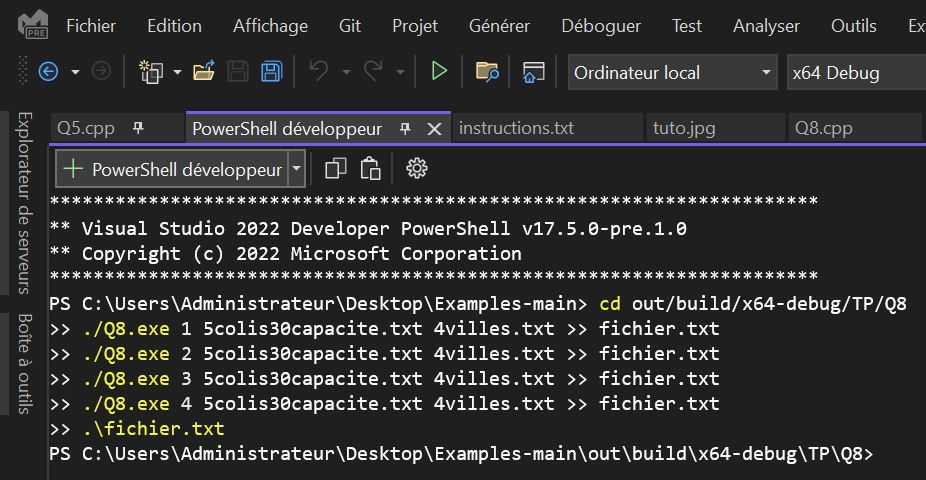 PRE
Fichier Edition Affichage Git Projet Générer Déboguer Test Analyser Outils
Ordinateur local x64 Debug
Explorateur de serveurs
Boîte à outils
Q5.cpp PowerShell développeur instructions.txt tuto.jpg Q8.cpp
PowerShell développeur
**********************************************************************
** Visual Studio 2022 Developer PowerShell v17.5.0-pre.1.0
** Copyright (c) 2022 Microsoft Corporation
**********************************************************************
PS C:\Users\Administrateur\Desktop\Examples-main> cd out/build/x64-debug/TP/Q8
>> ./Q8.exe 1 5colis30capacite.txt 4villes.txt >> fichier.txt
>> ./Q8.exe 2 5colis30capacite.txt 4villes.txt >> fichier.txt
>> ./Q8.exe 3 5colis30capacite.txt 4villes.txt >> fichier.txt
>> ./Q8.exe 4 5colis30capacite.txt 4villes.txt >> fichier.txt
>> .\fichier.txt
PS C:\Users\Administrateur\Desktop\Examples-main\out\build\x64-debug\TP\Q8>